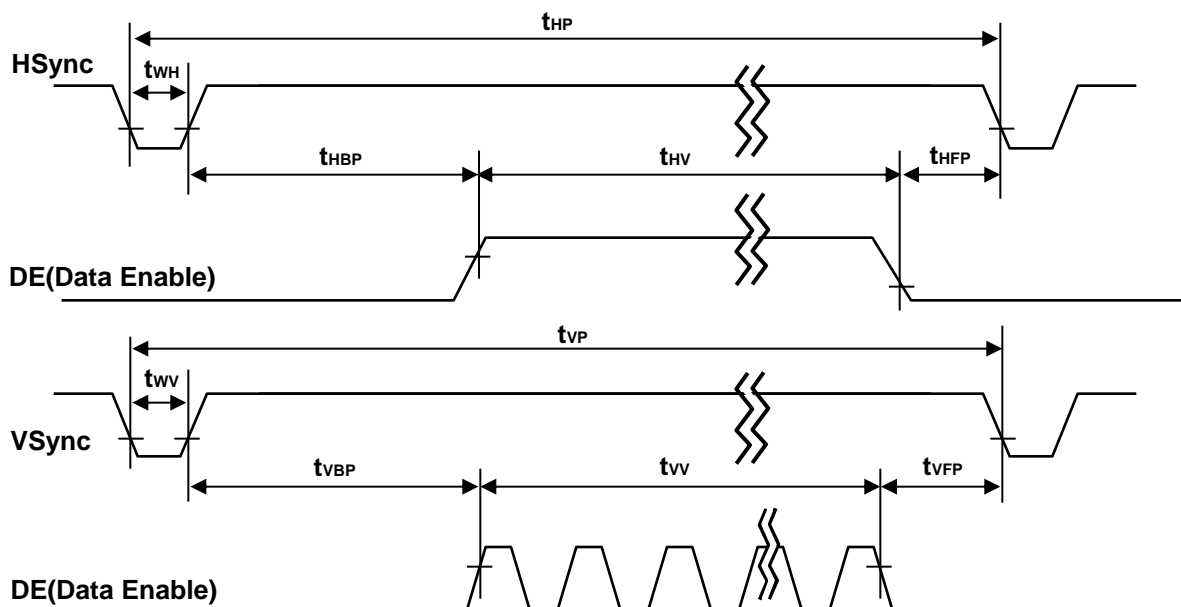 tHP
HSync
tWH
tHBP
tHV
tHFP
DE(Data Enable)
tVP
tWV
VSync
tVBP
tVV
tVFP
DE(Data Enable)